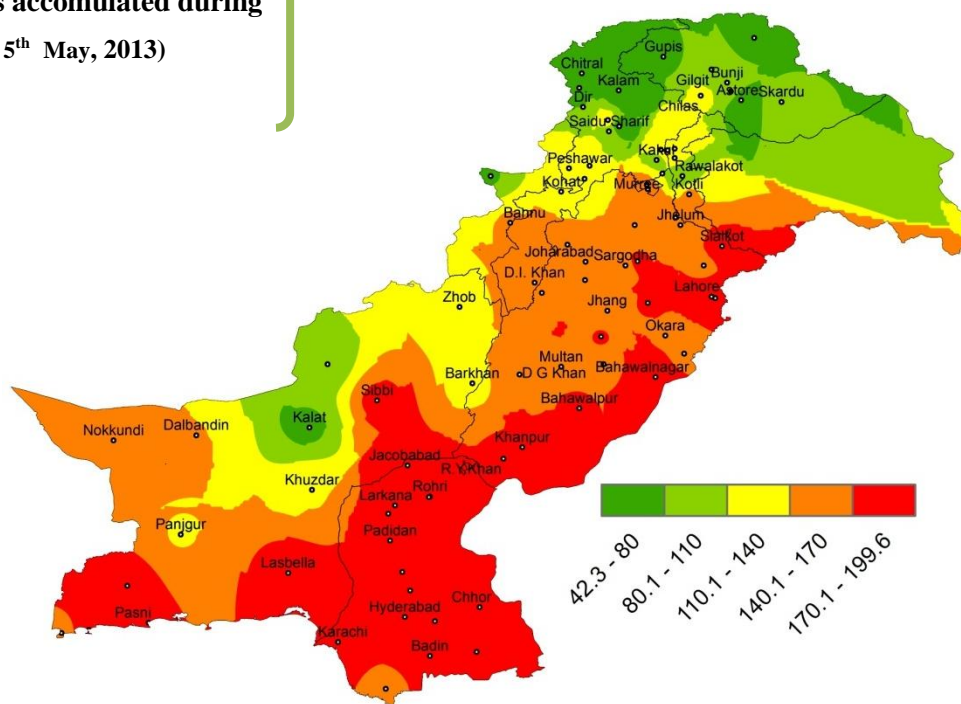 s accomulated during
5th May, 2013)
Gupis
Chitral
Kalam
Gilgit
Bunji
Dir
Astore
Skardu
Chilas
Saidu Sharif
Peshawar
Rawalakot
Kohat
Murree
Kotli
Bannu
Jhelum
Sialkot
Joharabad
Sargodha
D.I. Khan
Lahore
Zhob
Jhang
Okara
Multan
D G Khan
Bahawalnagar
Barkhan
Sibbi
Bahawalpur
Kalat
Nokkundi
Dalbandin
Khanpur
Jacobabad
R.Y.Khan
Khuzdar
Rohri
Larkana
Panjgur
Padidan
Lasbella
Hyderabad
Chhor
Pasni
Karachi
Badin
42.3 - 80
80.1 - 110
110.1 - 140
140.1 - 170
170.1 - 199.6